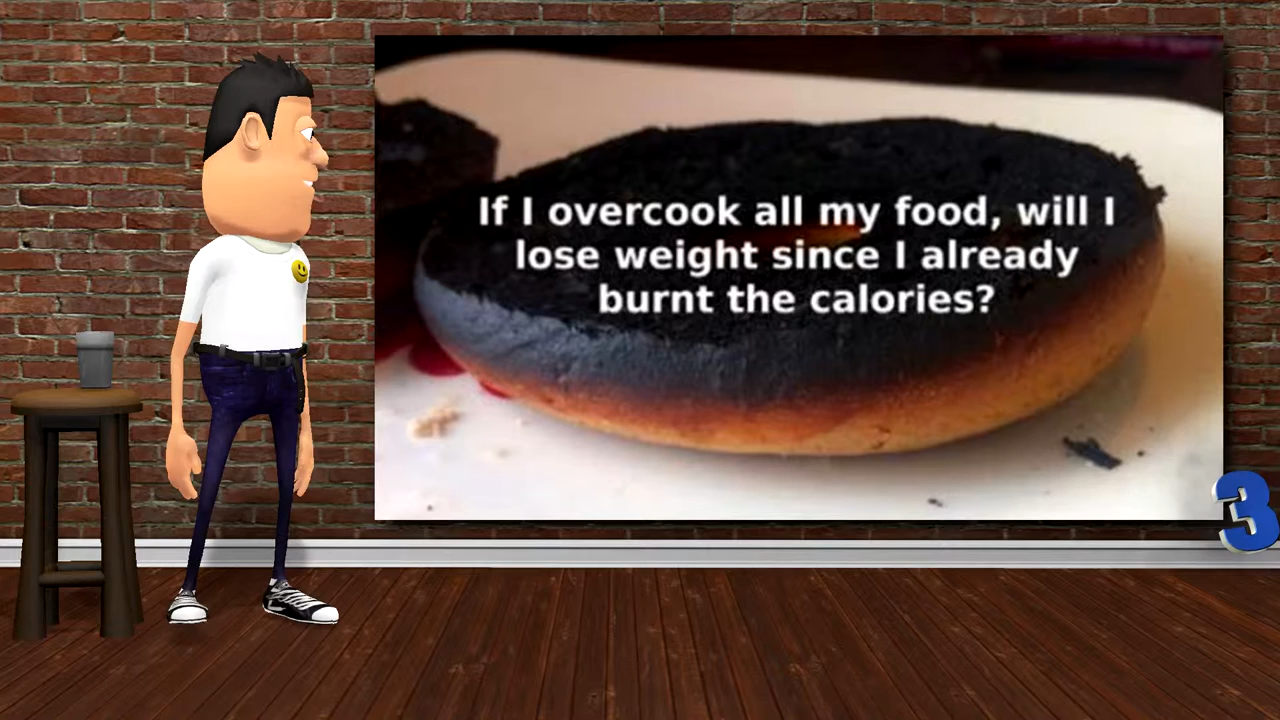 If I overcook all my food, will I
lose weight since I already
burnt the calories?
3